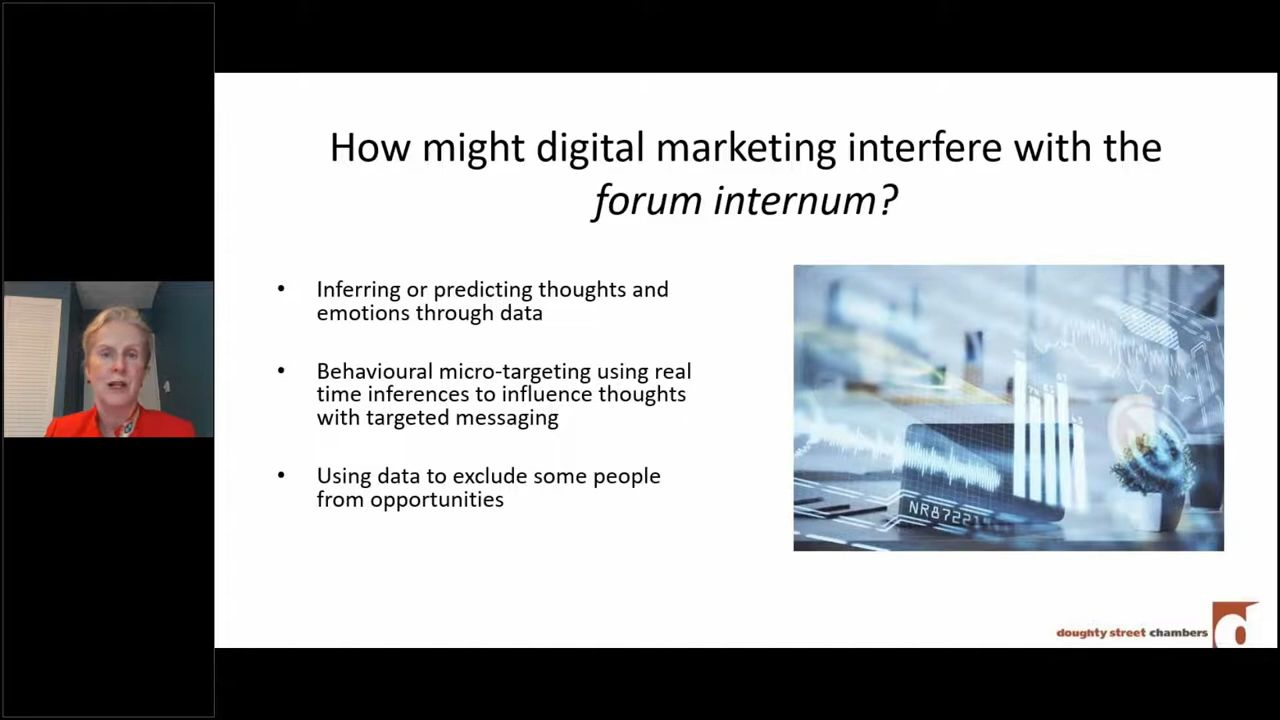 How might digital marketing interfere with the
forum internum?
• Inferring or predicting thoughts and
emotions through data
• Behavioural micro-targeting using real
time inferences to influence thoughts
with targeted messaging
• Using data to exclude some people
from opportunities
NR8722
doughty street chambers